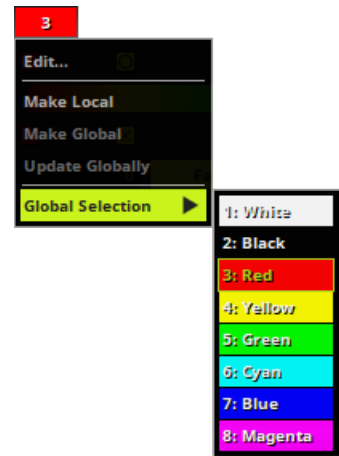 3
Edit...
Make Local
Make Global
Update Globally
Global Selection
1: White
2: Black
3: Red
4: Yellow
5: Green
6: Cyan
7: Blue
8: Magenta